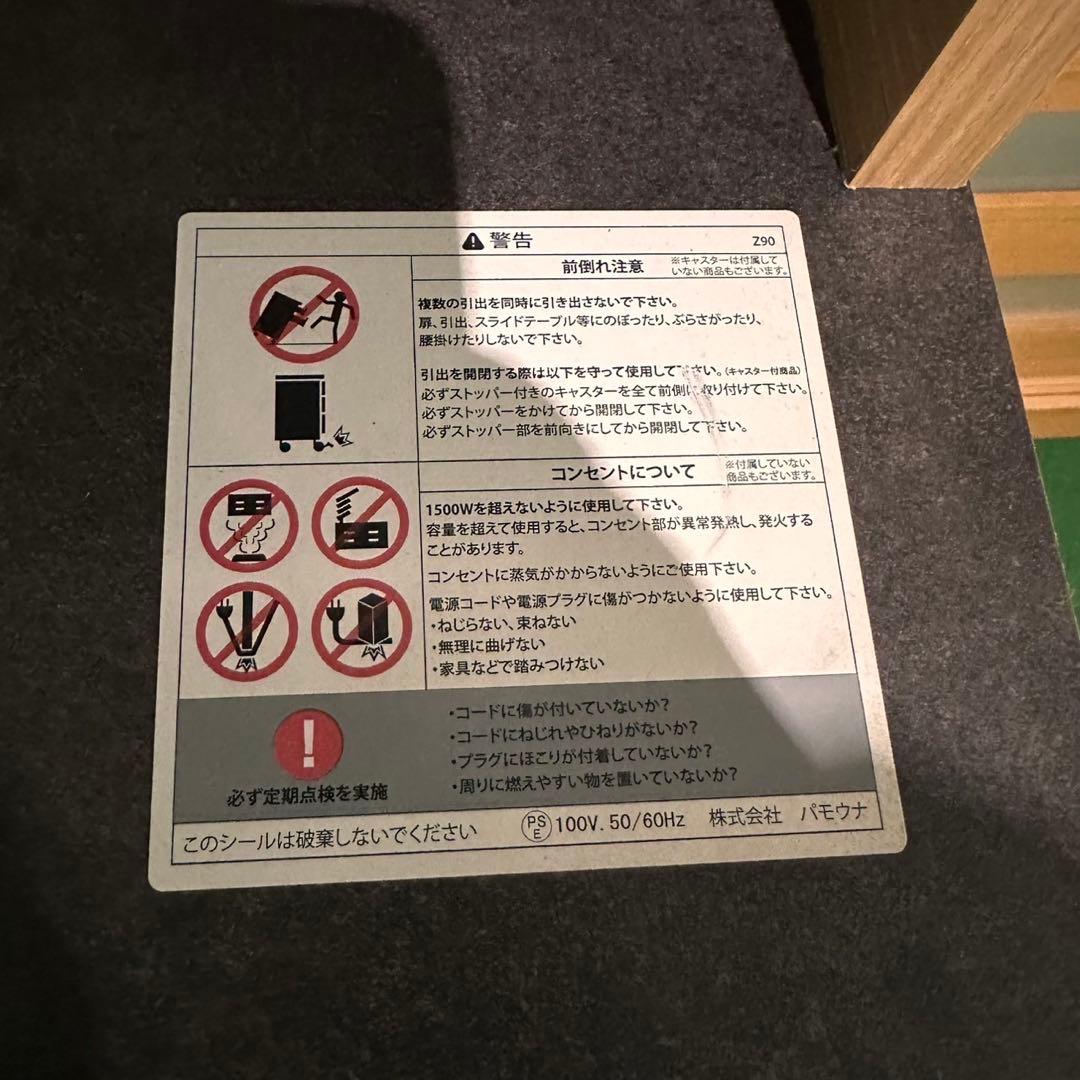 警告
Z90
前倒れ注意
※キャスターは付属して
いない商品もございます。
複数の引出を同時に引き出さないで下さい。
扉、引出、スライドテーブル等にのぼったり、ぶらさがったり、
腰掛けたりしないで下さい。
引出を開閉する際は以下を守って使用して下さい。(キャスター付商品)
必ずストッパー付きのキャスターを全て前側に取り付けて下さい。
必ずストッパーをかけてから開閉して下さい。
必ずストッパー部を前向きにしてから開閉して下さい。
コンセントについて
※付属していない
商品もございます。
1500Wを超えないように使用して下さい。
容量を超えて使用すると、コンセント部が異常発熱し、発火する
ことがあります。
コンセントに蒸気がかからないようにご使用下さい。
電源コードや電源プラグに傷がつかないように使用して下さい。
・ねじらない、束ねない
・無理に曲げない
・家具などで踏みつけない
必ず定期点検を実施
・コードに傷が付いていないか?
・コードにねじれやひねりがないか?
・プラグにほこりが付着していないか?
・周りに燃えやすい物を置いていないか?
このシールは破棄しないでください
PSE 100V. 50/60Hz 株式会社 パモウナ